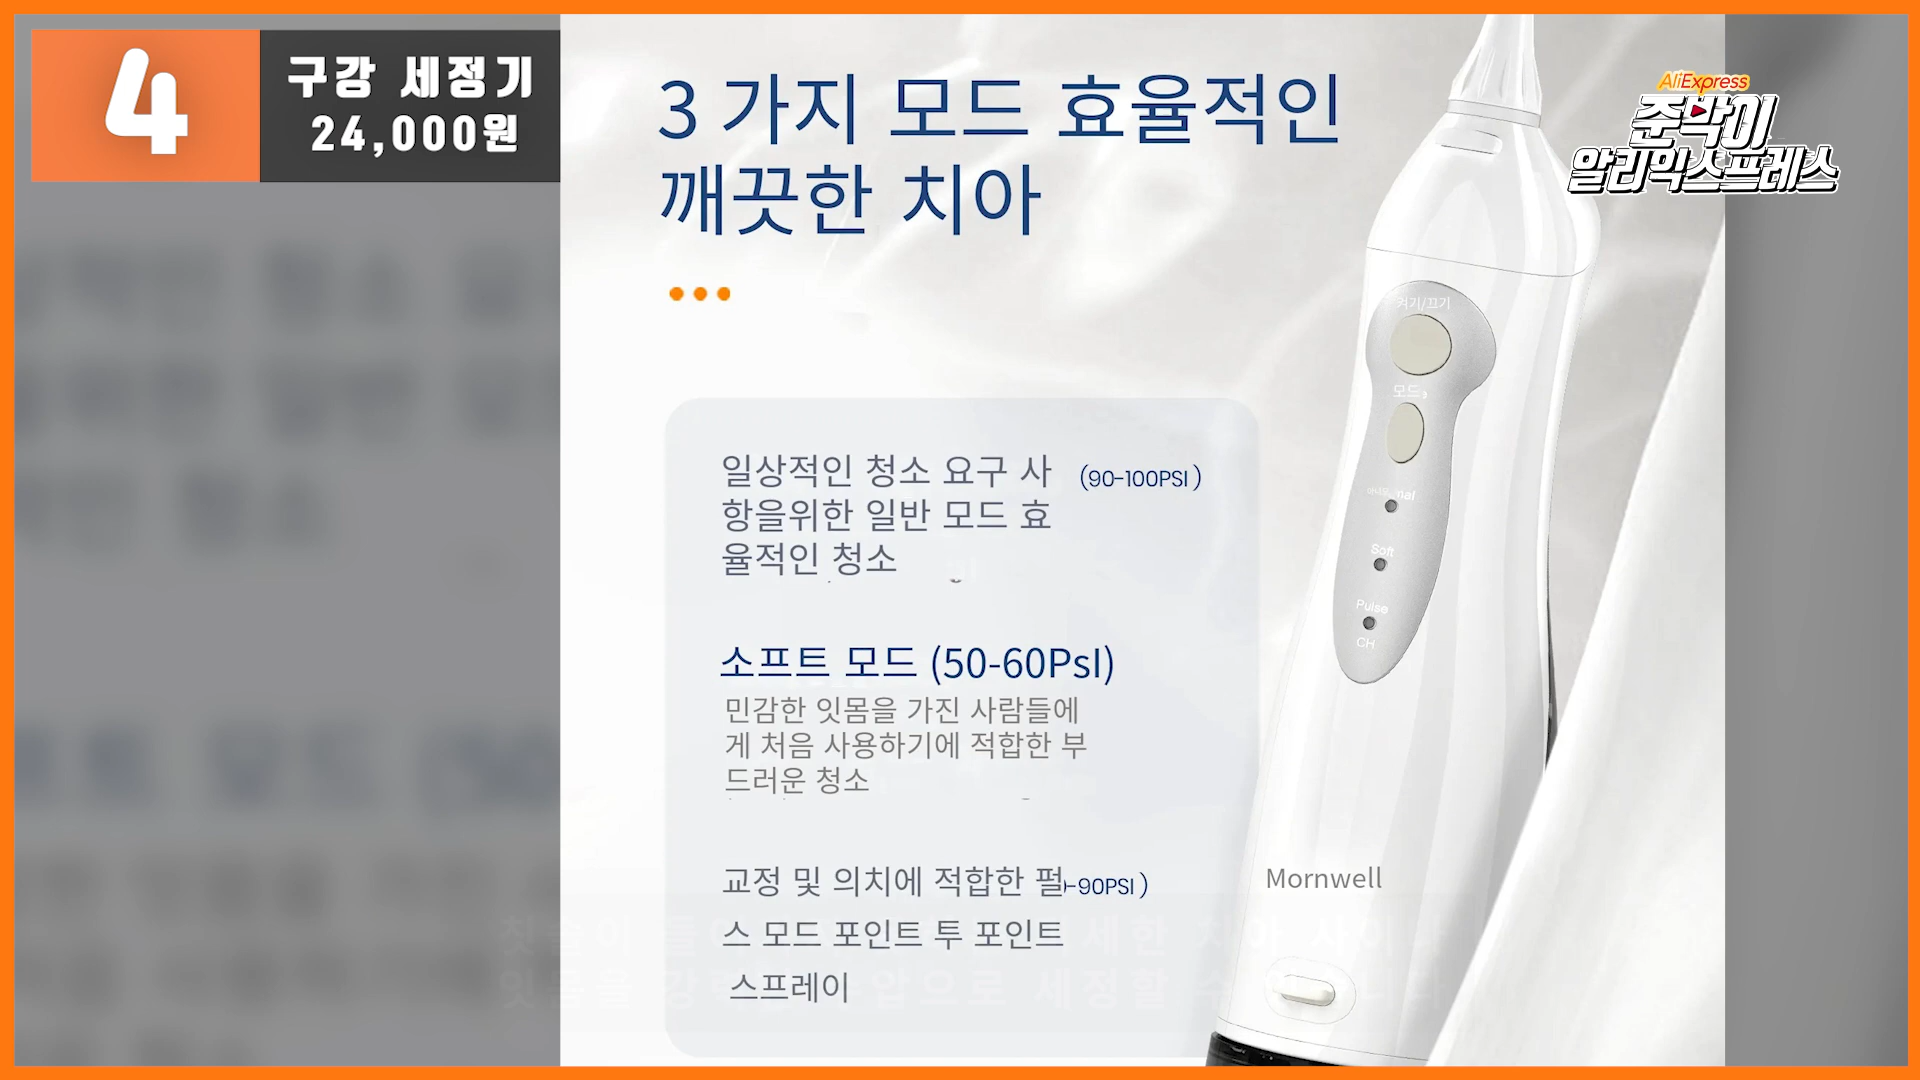 4
구강 세정기
24,000원
AliExpress
준박이
알리익스프레스
3 가지 모드 효율적인
깨끗한 치아
켜기/끄기
모드
일상적인 청소 요구 사
(90-100PSI)
항을위한 일반 모드 효
율적인 청소
nal
Soft
Pulse
CH
소프트 모드 (50-60PsI)
민감한 잇몸을 가진 사람들에
게 처음 사용하기에 적합한 부
드러운 청소
교정 및 의치에 적합한 펄
-90PSI)
스 모드 포인트 투 포인트
스프레이
Mornwell